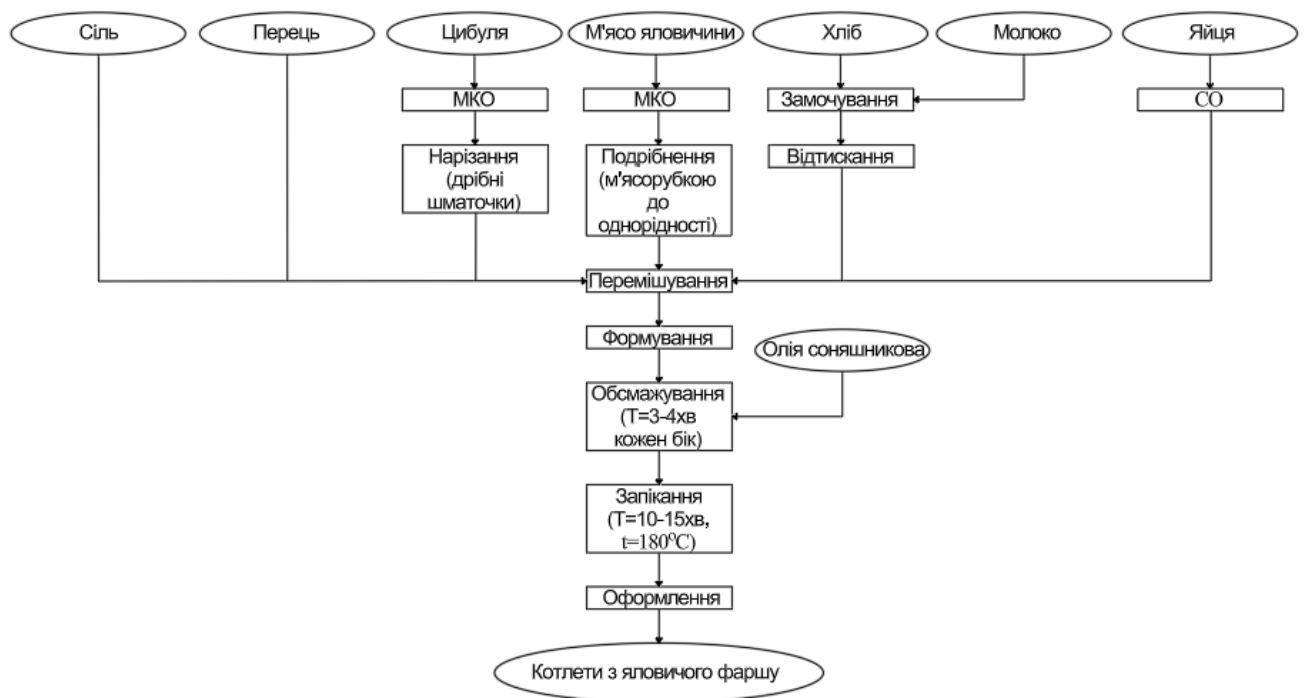 Сіль
Перець
Цибуля
М'ясо яловичини
Хліб
Молоко
Яйця
МКО
МКО
Замочування
СО
Нарізання
(дрібні
шматочки)
Подрібнення
(м'ясорубкою
до
однорідності)
Відтискання
Перемішування
Формування
Олія соняшникова
Обсмажування
(Т=3-4хв
кожен бік)
Запікання
(Т=10-15хв,
t=180⁰С)
Оформлення
Котлети з яловичого фаршу